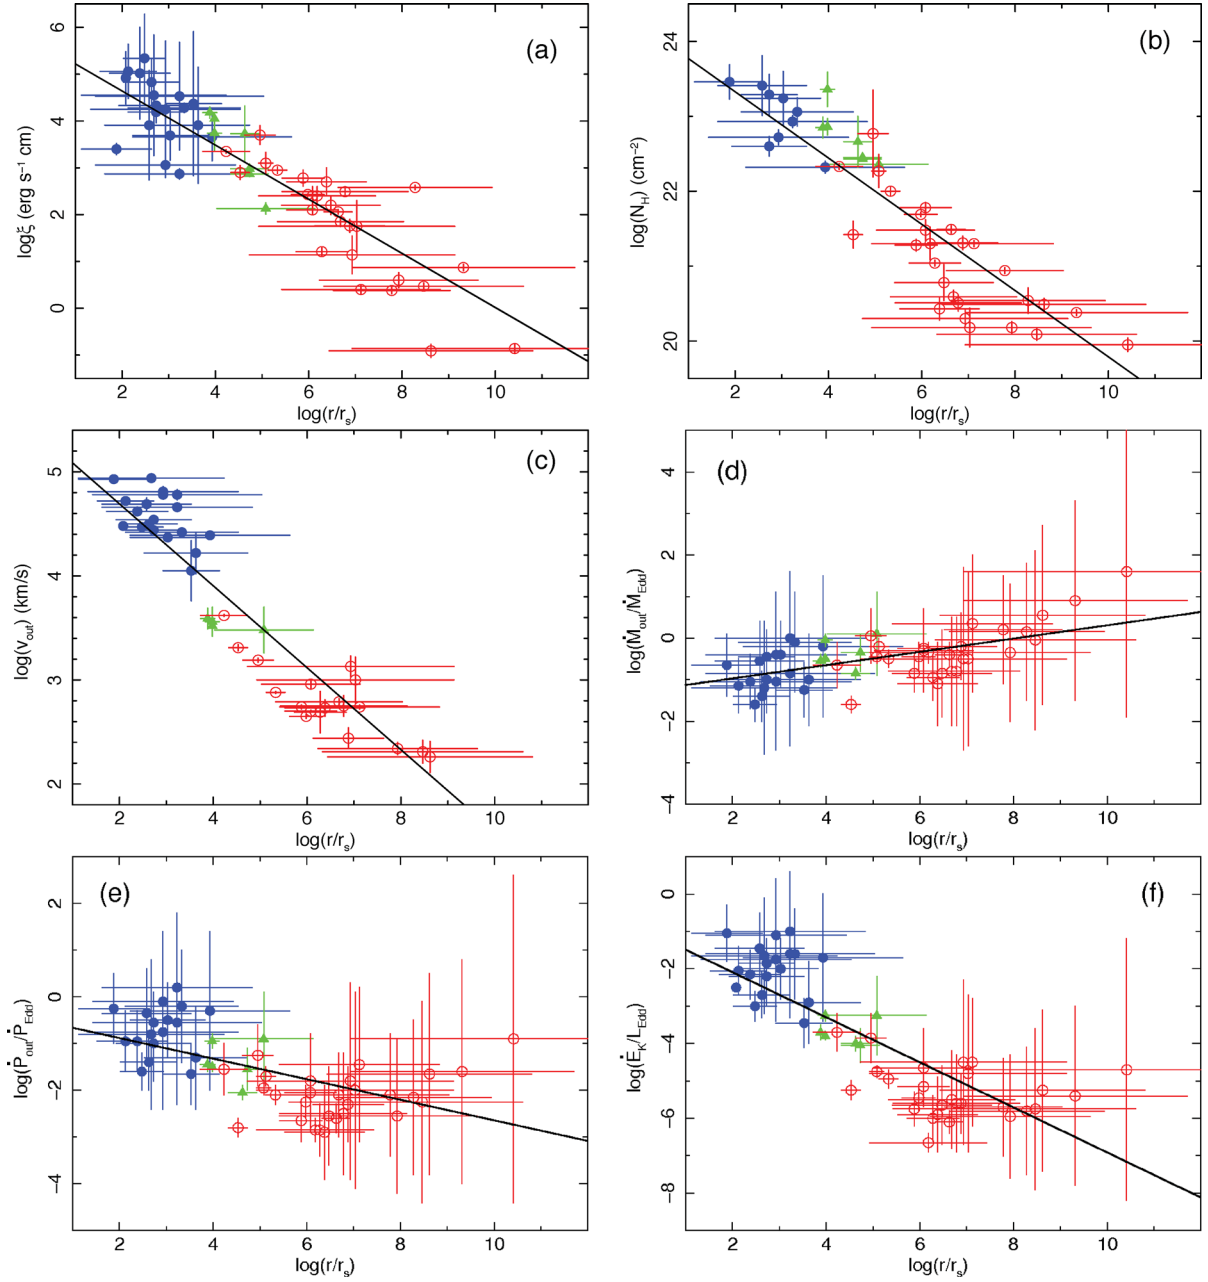 (a)
logξ (erg s⁻¹ cm)
6
4
2
0
2 4 6 8 10
log(r/rₛ)
(b)
log(N_H) (cm⁻²)
24
22
20
2 4 6 8 10
log(r/rₛ)
(c)
log(v_out) (km/s)
5
4
3
2
2 4 6 8 10
log(r/rₛ)
(d)
log(Ṁ_out/Ṁ_Edd)
4
2
0
−2
−4
2 4 6 8 10
log(r/rₛ)
(e)
log(Ṗ_out/Ṗ_Edd)
2
0
−2
−4
2 4 6 8 10
log(r/rₛ)
(f)
log(Ė_K/L_Edd)
0
−2
−4
−6
−8
2 4 6 8 10
log(r/rₛ)